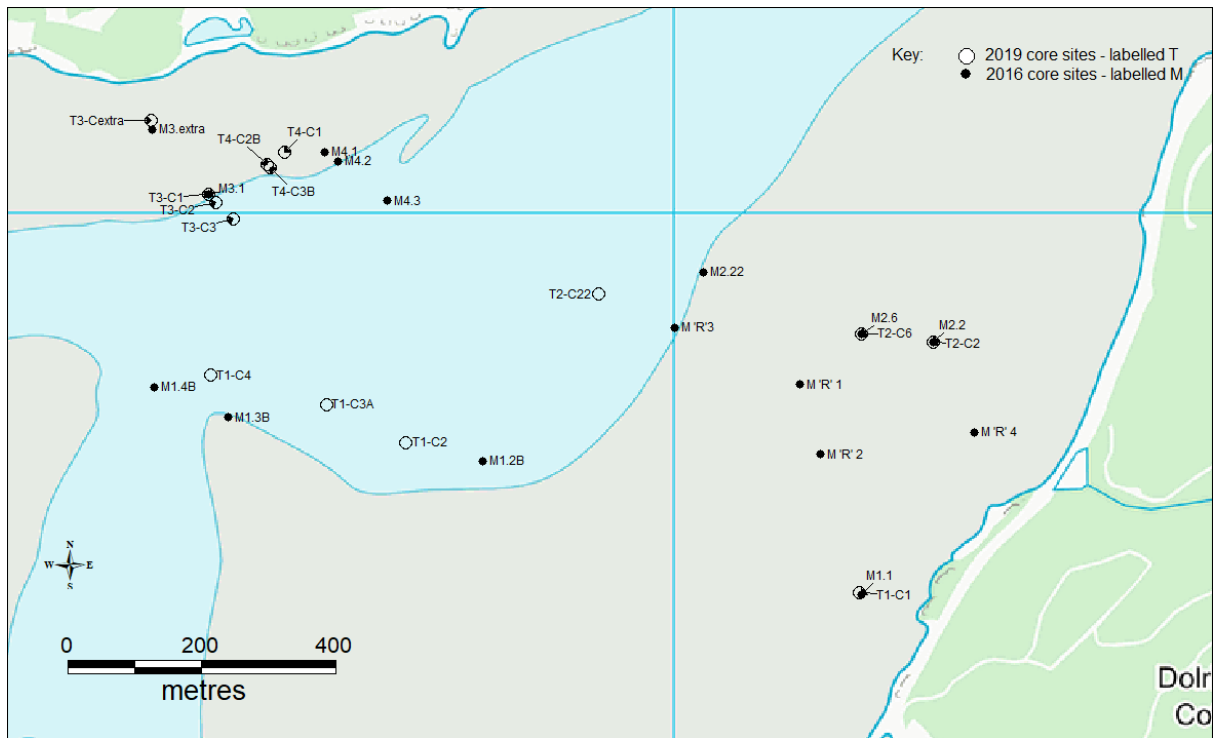 Key:
2019 core sites - labelled T
2016 core sites - labelled M
T3-Cextra
M3.extra
T4-C2B
T4-C1
M4.1
M4.2
T4-C3B
T3-C1
M3.1
T3-C2
M4.3
T3-C3
M2.22
T2-C22
M 'R'3
M2.6
T2-C6
M2.2
T2-C2
T1-C4
M1.4B
M 'R' 1
T1-C3A
M1.3B
T1-C2
M 'R' 4
M 'R' 2
M1.2B
N
W
E
S
M1.1
T1-C1
0 200 400
metres
Dolr
Co